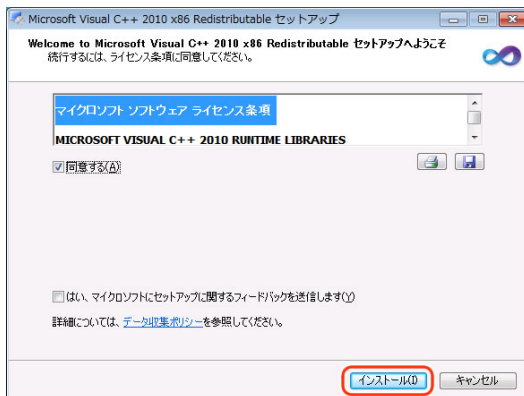 Microsoft Visual C++ 2010 x86 Redistributable セットアップ
Welcome to Microsoft Visual C++ 2010 x86 Redistributable セットアップへようこそ
続行するには、ライセンス条項に同意してください。
マイクロソフト ソフトウェア ライセンス条項
MICROSOFT VISUAL C++ 2010 RUNTIME LIBRARIES
同意する(A)
はい、マイクロソフトにセットアップに関するフィードバックを送信します(Y)
詳細については、データ収集ポリシーを参照してください。
インストール(I)
キャンセル